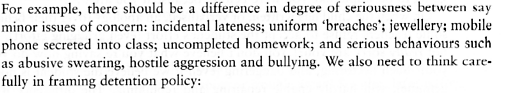 For example, there should be a difference in degree of seriousness between say
minor issues of concern: incidental lateness; uniform 'breaches'; jewellery; mobile
phone secreted into class; uncompleted homework; and serious behaviours such
as abusive swearing, hostile aggression and bullying. We also need to think care-
fully in framing detention policy: